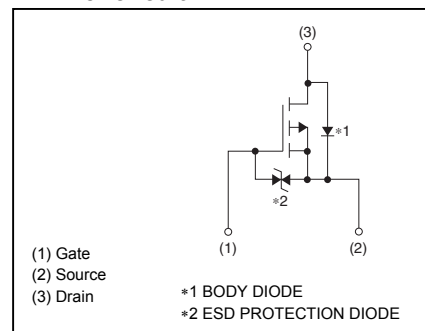 (3)
*1
*2
(1)
(2)
(1) Gate
(2) Source
(3) Drain
*1 BODY DIODE
*2 ESD PROTECTION DIODE